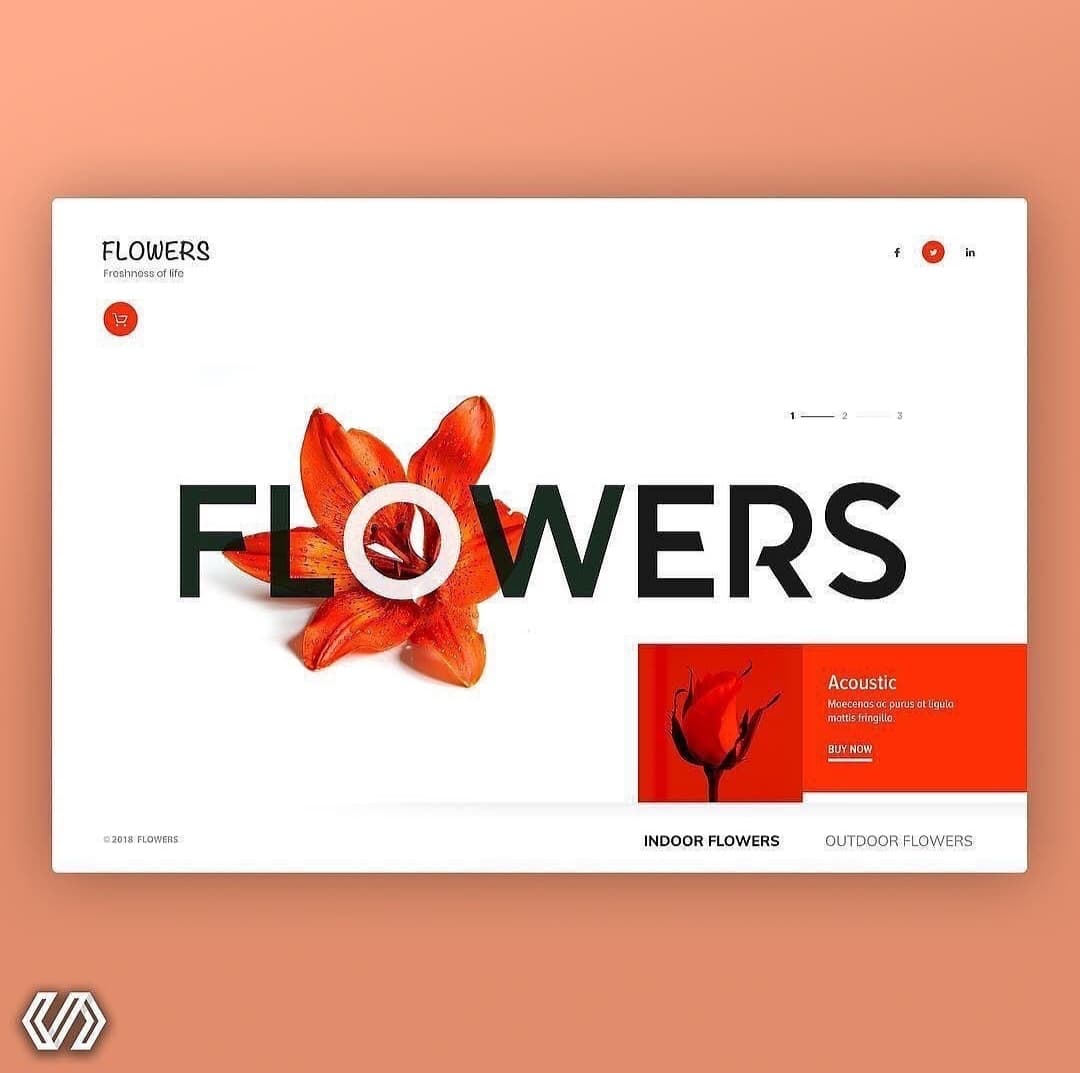 FLOWERS
Freshness of life
f
in
1 2 3
FLOWERS
Acoustic
Maecenas ac purus at ligula
mattis fringilla.
BUY NOW
© 2018 FLOWERS
INDOOR FLOWERS OUTDOOR FLOWERS